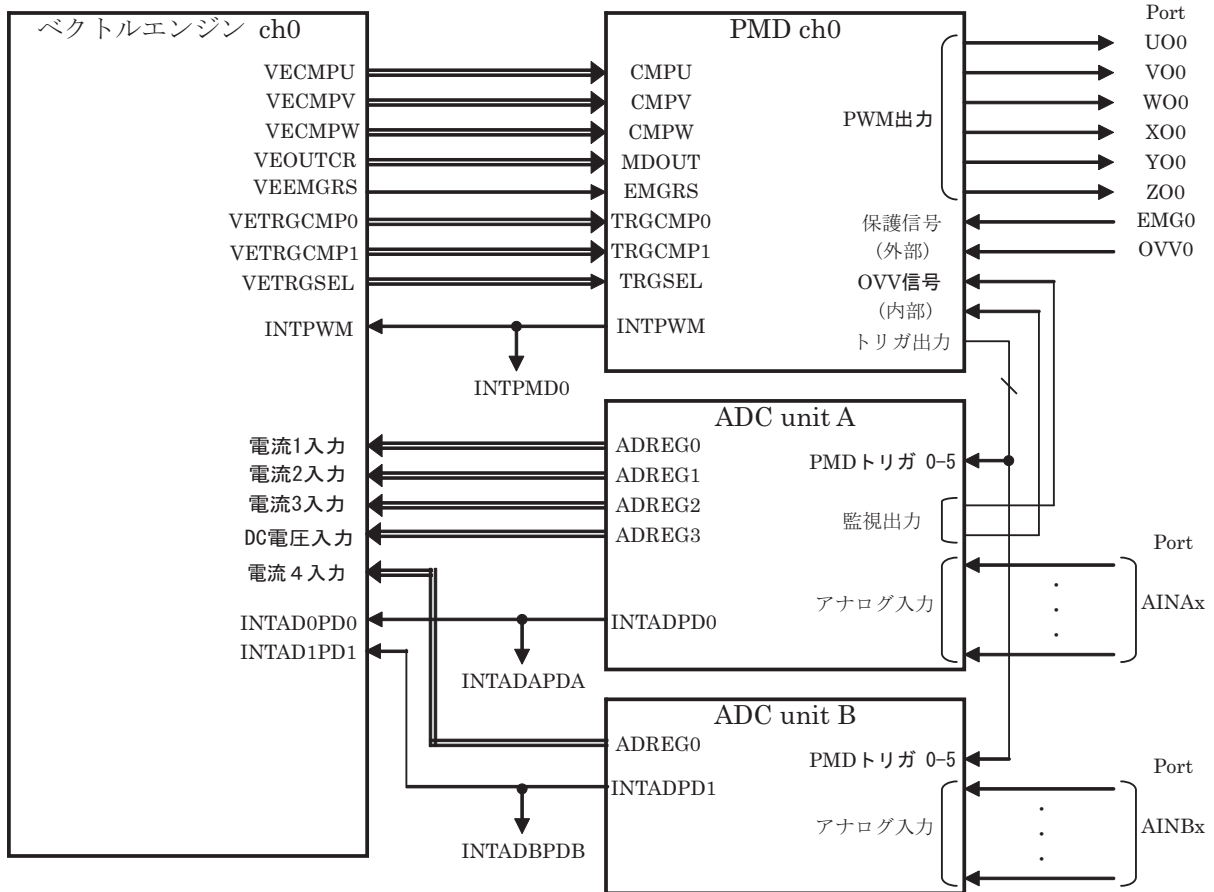 ベクトルエンジン ch0
VECMPU
VECMPV
VECMPW
VEOUTCR
VEEMGRS
VETRGCMP0
VETRGCMP1
VETRGSEL
INTPWM
電流1入力
電流2入力
電流3入力
DC電圧入力
電流４入力
INTAD0PD0
INTAD1PD1
INTPMD0
INTADAPDA
INTADBPDB
PMD ch0
CMPU
CMPV
CMPW
MDOUT
EMGRS
TRGCMP0
TRGCMP1
TRGSEL
INTPWM
PWM出力
保護信号
(外部)
OVV信号
(内部)
トリガ出力
Port
UO0
VO0
WO0
XO0
YO0
ZO0
EMG0
OVV0
ADC unit A
ADREG0
ADREG1
ADREG2
ADREG3
INTADPD0
PMDトリガ 0-5
監視出力
アナログ入力
Port
AINAx
ADC unit B
ADREG0
INTADPD1
PMDトリガ 0-5
アナログ入力
Port
AINBx